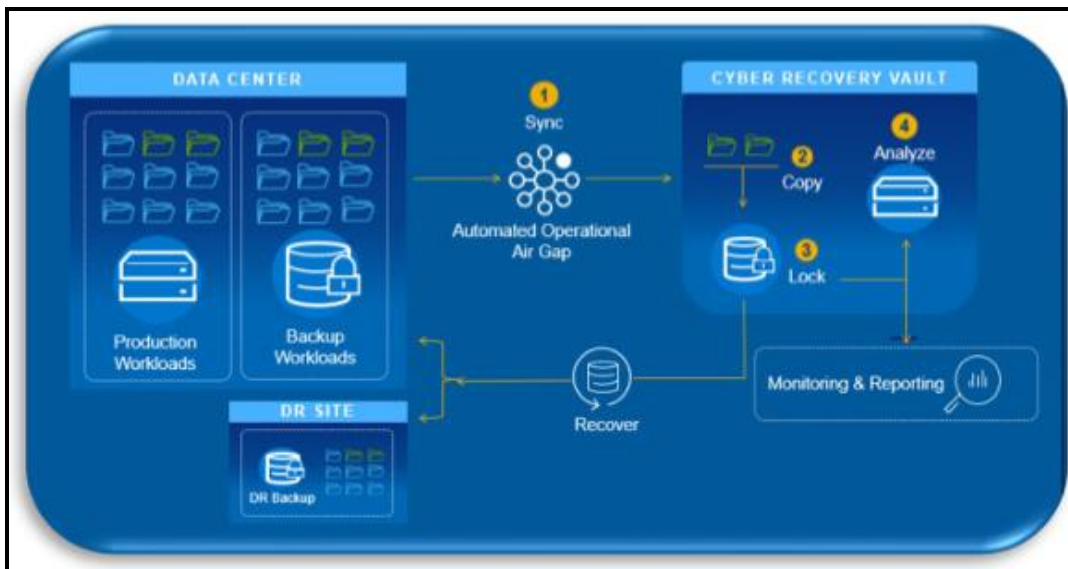 DATA CENTER
Production
Workloads
Backup
Workloads
1
Sync
Automated Operational
Air Gap
CYBER RECOVERY VAULT
2
Copy
3
Lock
4
Analyze
Monitoring & Reporting
Recover
DR SITE
DR Backup